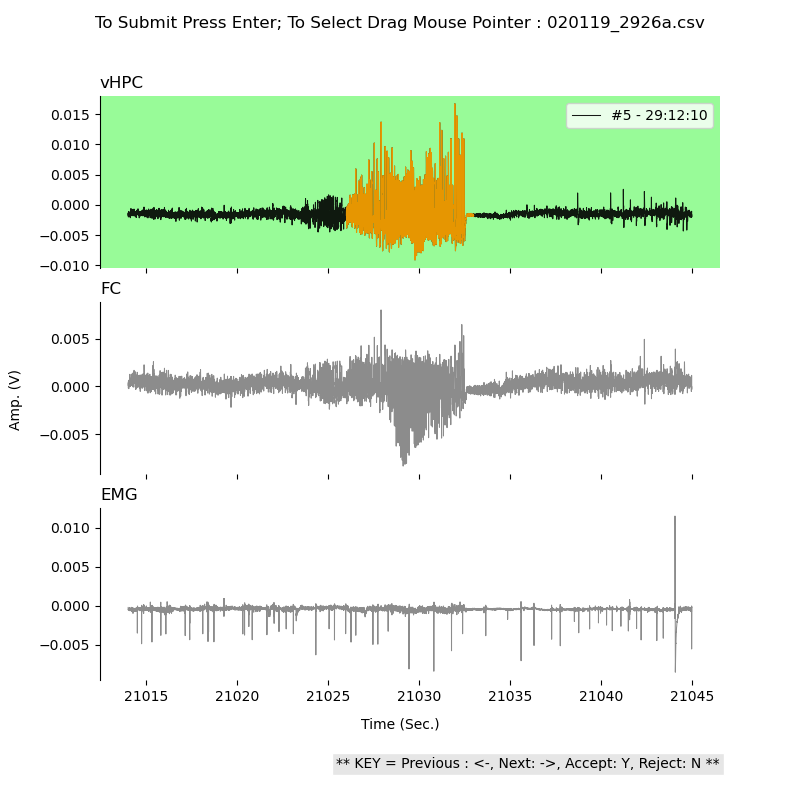 To Submit Press Enter; To Select Drag Mouse Pointer : 020119_2926a.csv
vHPC
#5 - 29:12:10
0.015
0.010
0.005
0.000
−0.005
−0.010
FC
0.005
0.000
−0.005
Amp. (V)
EMG
0.010
0.005
0.000
−0.005
21015 21020 21025 21030 21035 21040 21045
Time (Sec.)
** KEY = Previous : <-, Next: ->, Accept: Y, Reject: N **